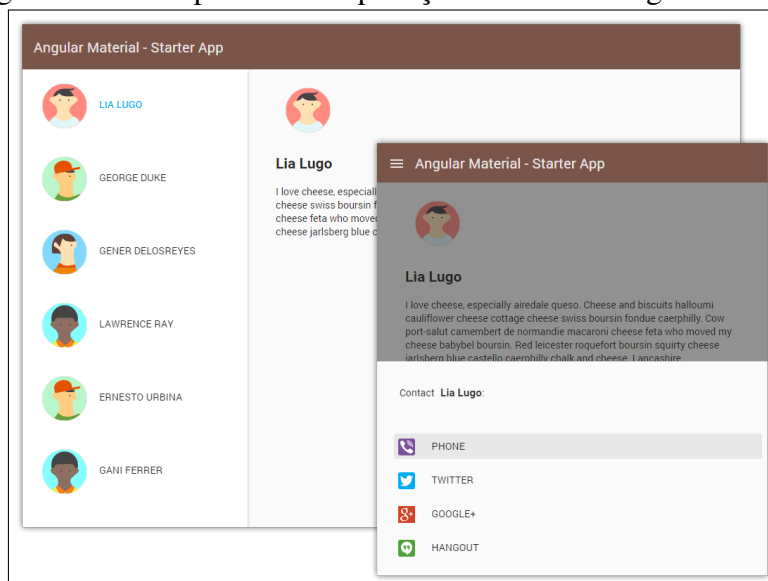 Angular Material - Starter App
LIA LUGO
GEORGE DUKE
GENER DELOSREYES
LAWRENCE RAY
ERNESTO URBINA
GANI FERRER
Lia Lugo
I love cheese, especiall
cheese swiss boursin f
cheese feta who moved
cheese jarlsberg blue c
Angular Material - Starter App
Lia Lugo
I love cheese, especially airedale queso. Cheese and biscuits halloumi
cauliflower cheese cottage cheese swiss boursin fondue caerphilly. Cow
port-salut camembert de normandie macaroni cheese feta who moved my
cheese babybel boursin. Red leicester roquefort boursin squirty cheese
jarlsberg blue castello caerphilly chalk and cheese. Lancashire
Contact Lia Lugo:
PHONE
TWITTER
8+ GOOGLE+
HANGOUT